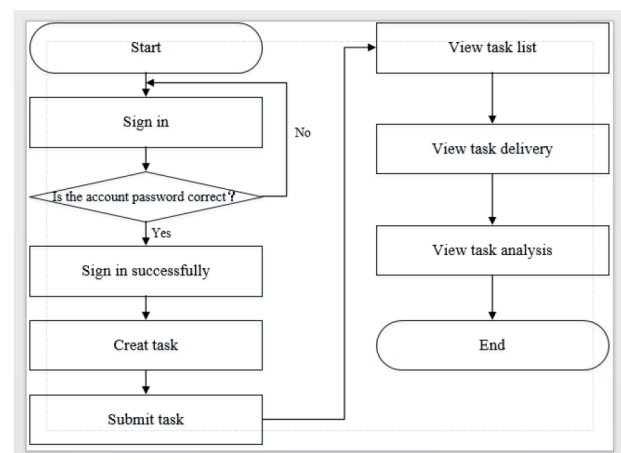 Start
Sign in
No
Is the account password correct?
Yes
Sign in successfully
Creat task
Submit task
View task list
View task delivery
View task analysis
End